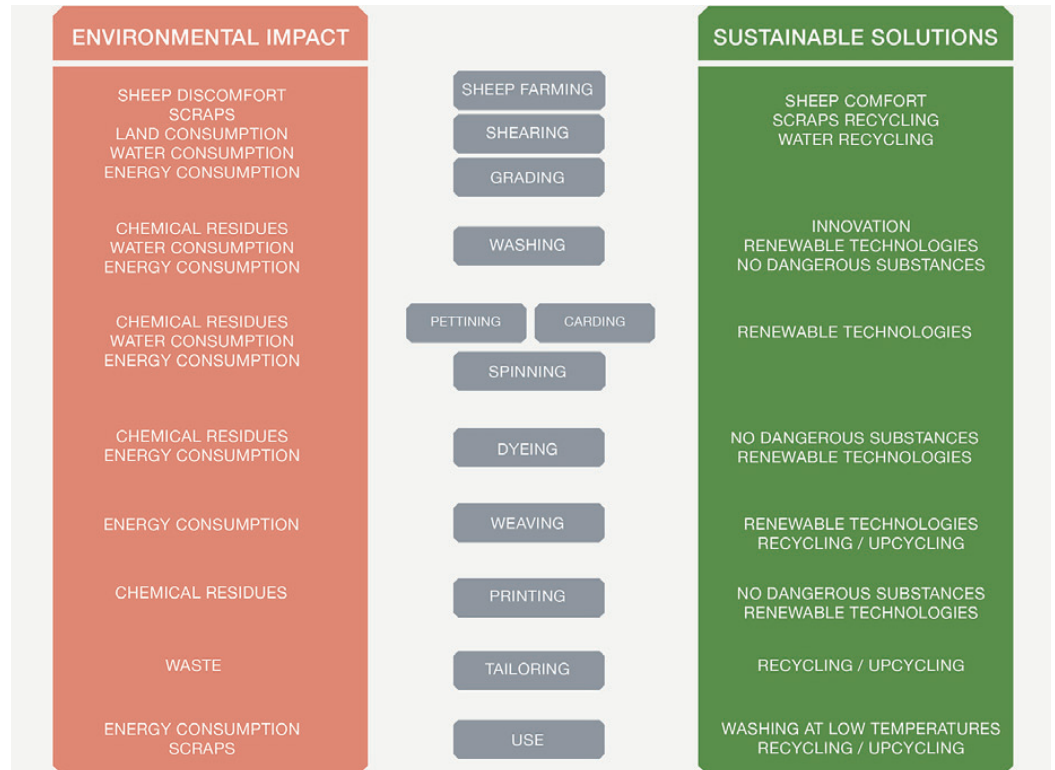 ENVIRONMENTAL IMPACT
SUSTAINABLE SOLUTIONS
SHEEP DISCOMFORT
SCRAPS
LAND CONSUMPTION
WATER CONSUMPTION
ENERGY CONSUMPTION
SHEEP FARMING
SHEARING
GRADING
SHEEP COMFORT
SCRAPS RECYCLING
WATER RECYCLING
CHEMICAL RESIDUES
WATER CONSUMPTION
ENERGY CONSUMPTION
WASHING
INNOVATION
RENEWABLE TECHNOLOGIES
NO DANGEROUS SUBSTANCES
CHEMICAL RESIDUES
WATER CONSUMPTION
ENERGY CONSUMPTION
PETTINING
CARDING
SPINNING
RENEWABLE TECHNOLOGIES
CHEMICAL RESIDUES
ENERGY CONSUMPTION
DYEING
NO DANGEROUS SUBSTANCES
RENEWABLE TECHNOLOGIES
ENERGY CONSUMPTION
WEAVING
RENEWABLE TECHNOLOGIES
RECYCLING / UPCYCLING
CHEMICAL RESIDUES
PRINTING
NO DANGEROUS SUBSTANCES
RENEWABLE TECHNOLOGIES
WASTE
TAILORING
RECYCLING / UPCYCLING
ENERGY CONSUMPTION
SCRAPS
USE
WASHING AT LOW TEMPERATURES
RECYCLING / UPCYCLING